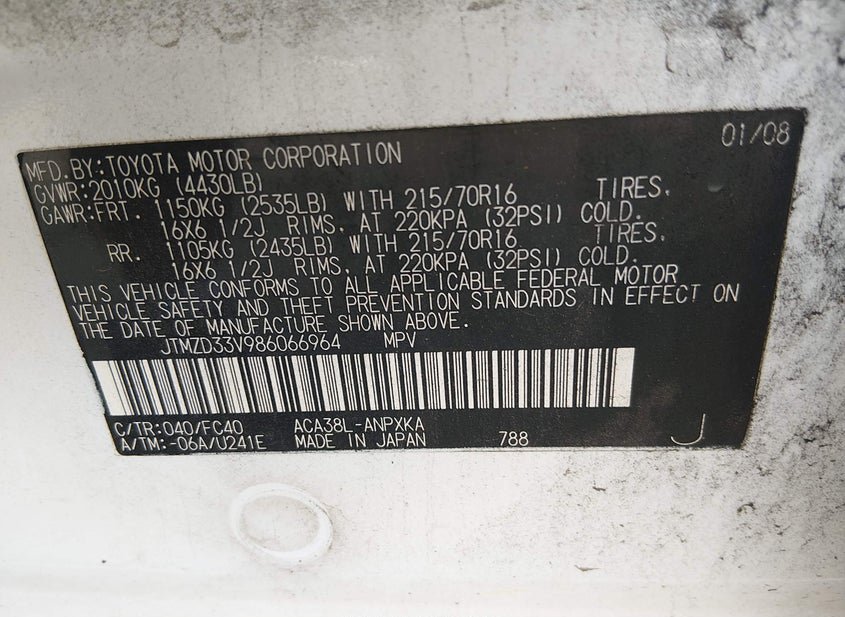 01/08
MFD.BY:TOYOTA MOTOR CORPORATION
GVWR:2010KG (4430LB)
GAWR:FRT. 1150KG (2535LB) WITH 215/70R16 TIRES,
16X6 1/2J RIMS, AT 220KPA (32PSI) COLD.
RR. 1105KG (2435LB) WITH 215/70R16 TIRES,
16X6 1/2J RIMS, AT 220KPA (32PSI) COLD.
THIS VEHICLE CONFORMS TO ALL APPLICABLE FEDERAL MOTOR
VEHICLE SAFETY AND THEFT PREVENTION STANDARDS IN EFFECT ON
THE DATE OF MANUFACTURE SHOWN ABOVE.
JTMZD33V986066964 MPV
C/TR:040/FC40 ACA38L-ANPXKA
A/TM:-06A/U241E MADE IN JAPAN 788 J